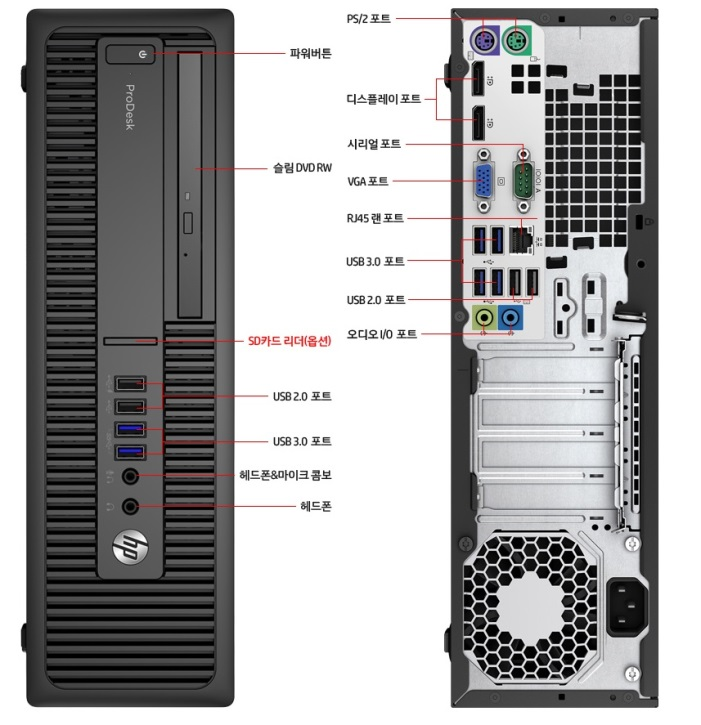 파워버튼
ProDesk
슬림 DVD RW
SD카드 리더(옵션)
USB 2.0 포트
USB 3.0 포트
헤드폰&마이크 콤보
헤드폰
hp
PS/2 포트
디스플레이 포트
시리얼 포트
VGA 포트
IOIOI A
RJ45 랜 포트
USB 3.0 포트
USB 2.0 포트
오디오 I/O 포트